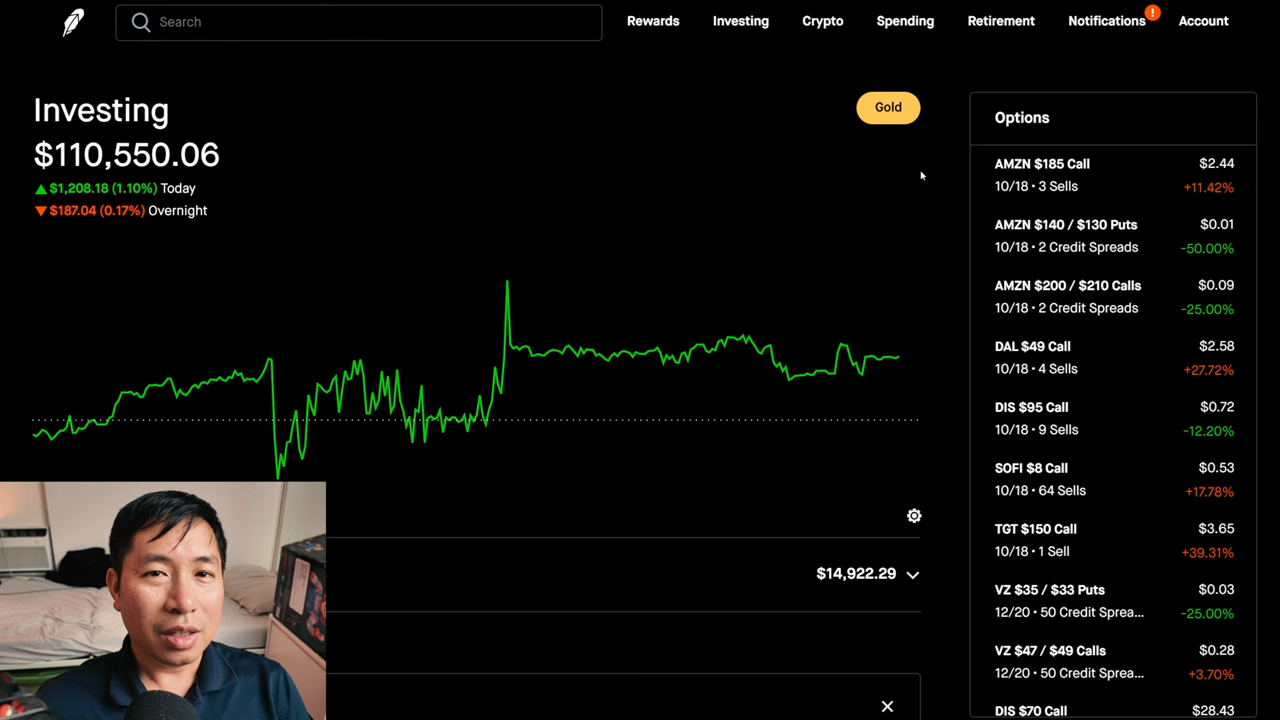 Search
Rewards
Investing
Crypto
Spending
Retirement
Notifications
!
Account
Investing
$110,550.06
▲ $1,208.18 (1.10%) Today
▼ $187.04 (0.17%) Overnight
Gold
$14,922.29
Options
AMZN $185 Call $2.44
10/18 • 3 Sells +11.42%
AMZN $140 / $130 Puts $0.01
10/18 • 2 Credit Spreads -50.00%
AMZN $200 / $210 Calls $0.09
10/18 • 2 Credit Spreads -25.00%
DAL $49 Call $2.58
10/18 • 4 Sells +27.72%
DIS $95 Call $0.72
10/18 • 9 Sells -12.20%
SOFI $8 Call $0.53
10/18 • 64 Sells +17.78%
TGT $150 Call $3.65
10/18 • 1 Sell +39.31%
VZ $35 / $33 Puts $0.03
12/20 • 50 Credit Sprea... -25.00%
VZ $47 / $49 Calls $0.28
12/20 • 50 Credit Sprea... +3.70%
DIS $70 Call $28.43